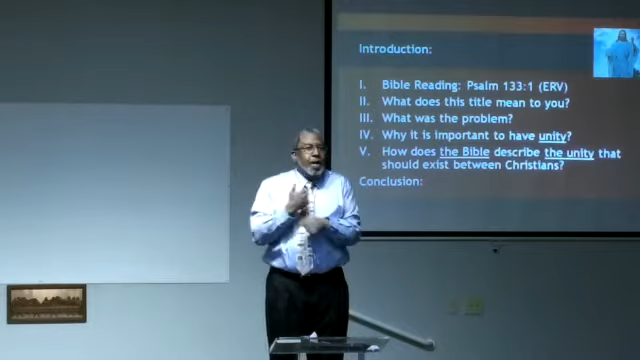 Introduction:
I. Bible Reading: Psalm 133:1 (ERV)
II. What does this title mean to you?
III. What was the problem?
IV. Why it is important to have unity?
V. How does the Bible describe the unity that
should exist between Christians?
Conclusion: